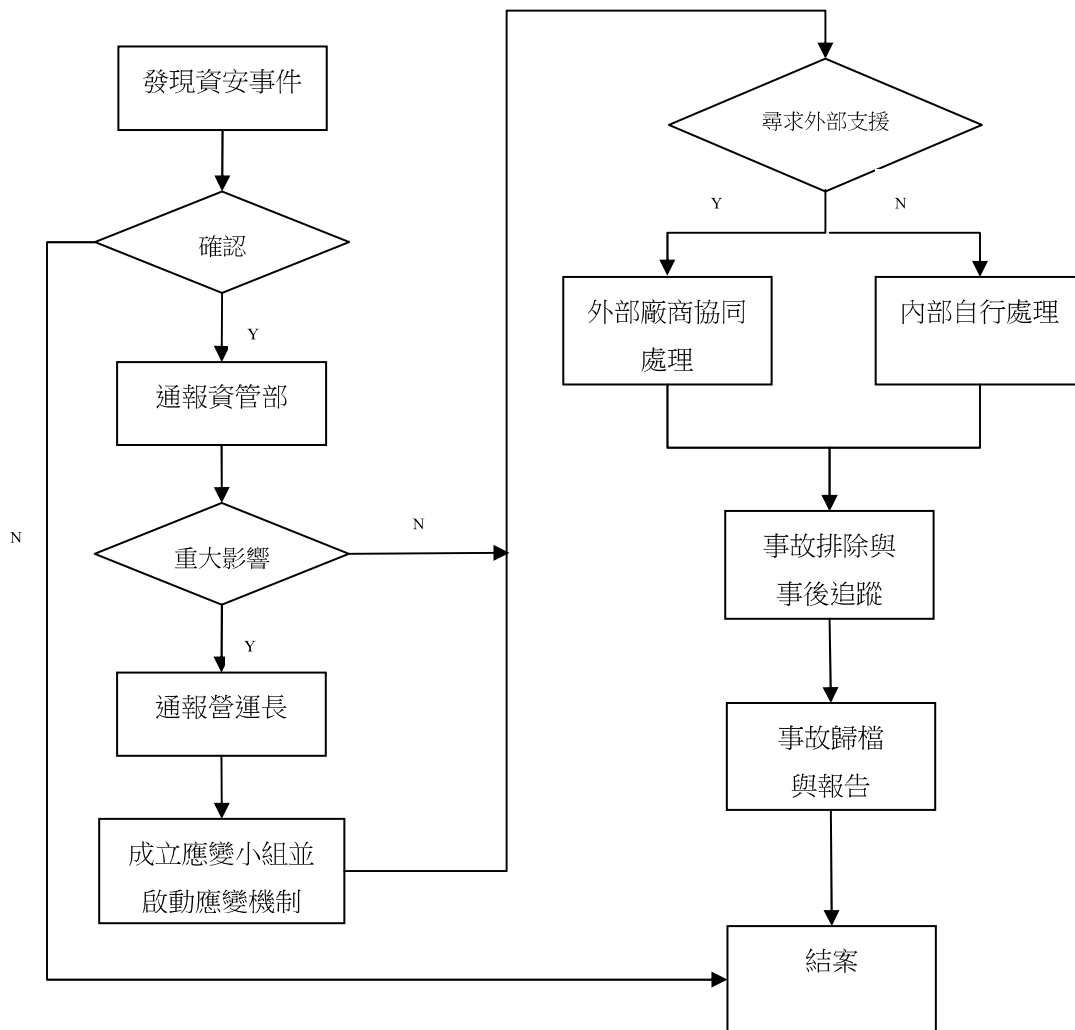 發現資安事件
確認
Y
通報資管部
N
重大影響
N
Y
通報營運長
成立應變小組並
啟動應變機制
尋求外部支援
Y
N
外部廠商協同
處理
內部自行處理
事故排除與
事後追蹤
事故歸檔
與報告
結案